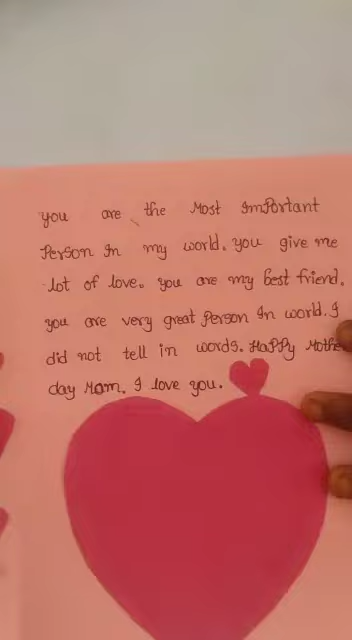 you are the Most Important
Person In my world. you give me
lot of love. you are my best friend.
you are very great Person In world. I
did not tell in words. Happy Mothe
day Mam. I love you.